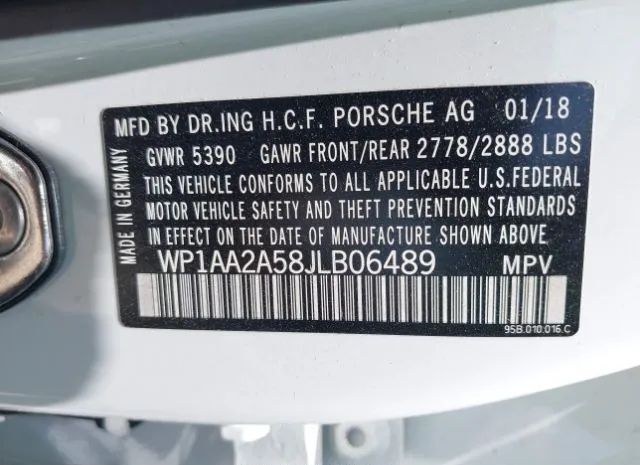 MFD BY DR.ING H.C.F. PORSCHE AG 01/18
GVWR 5390 GAWR FRONT/REAR 2778/2888 LBS
THIS VEHICLE CONFORMS TO ALL APPLICABLE U.S.FEDERAL
MOTOR VEHICLE SAFETY AND THEFT PREVENTION STANDARDS
IN EFFECT ON THE DATE OF MANUFACTURE SHOWN ABOVE.
WP1AA2A58JLB06489 MPV
95B.010.016.C
MADE IN GERMANY